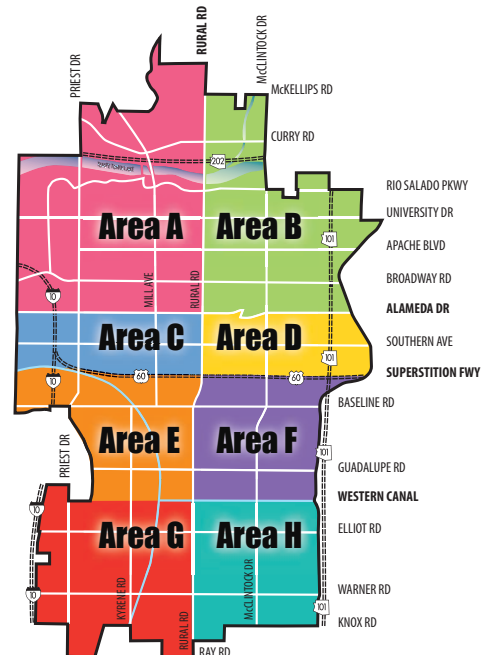 RURAL RD
McCLINTOCK DR
PRIEST DR
McKELLIPS RD
CURRY RD
202
RIO SALADO PKWY
UNIVERSITY DR
Area A
Area B
101
APACHE BLVD
BROADWAY RD
MILL AVE
RURAL RD
10
ALAMEDA DR
Area C
Area D
SOUTHERN AVE
101
SUPERSTITION FWY
10
60
60
BASELINE RD
Area E
Area F
PRIEST DR
101
GUADALUPE RD
WESTERN CANAL
10
Area G
Area H
ELLIOT RD
KYRENE RD
McCLINTOCK DR
WARNER RD
10
101
RURAL RD
KNOX RD
RAY RD